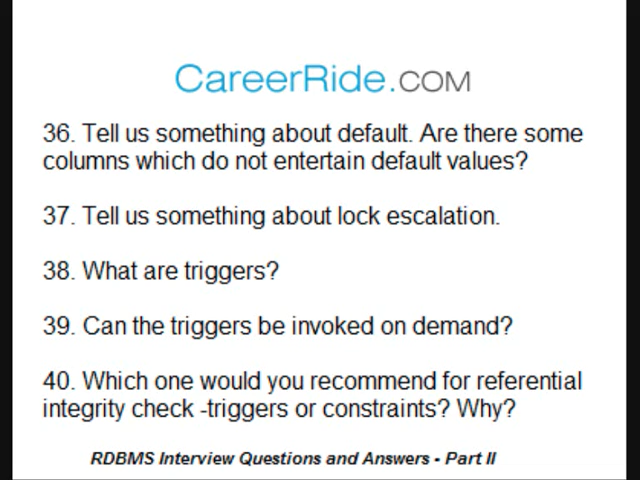 CareerRide.COM
36. Tell us something about default. Are there some
columns which do not entertain default values?
37. Tell us something about lock escalation.
38. What are triggers?
39. Can the triggers be invoked on demand?
40. Which one would you recommend for referential
integrity check -triggers or constraints? Why?
RDBMS Interview Questions and Answers - Part II